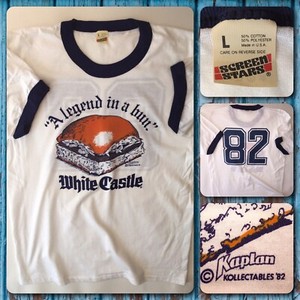 "A legend in a bun."
White Castle
L
50% COTTON
50% POLYESTER
Made in U.S.A.
CARE ON REVERSE SIDE
SCREEN
STARS
82
Kaplan
© KOLLECTABLES '82